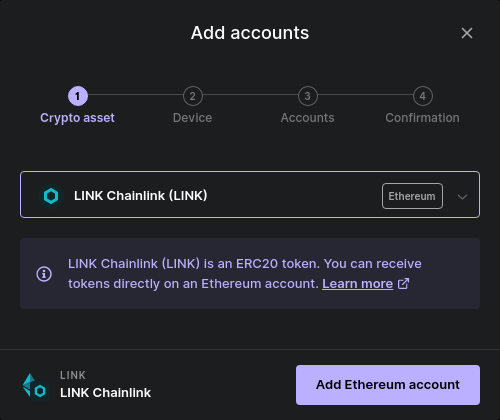 Add accounts
1 2 3 4
Crypto asset Device Accounts Confirmation
LINK Chainlink (LINK) Ethereum
LINK Chainlink (LINK) is an ERC20 token. You can receive
tokens directly on an Ethereum account. Learn more
LINK
LINK Chainlink
Add Ethereum account